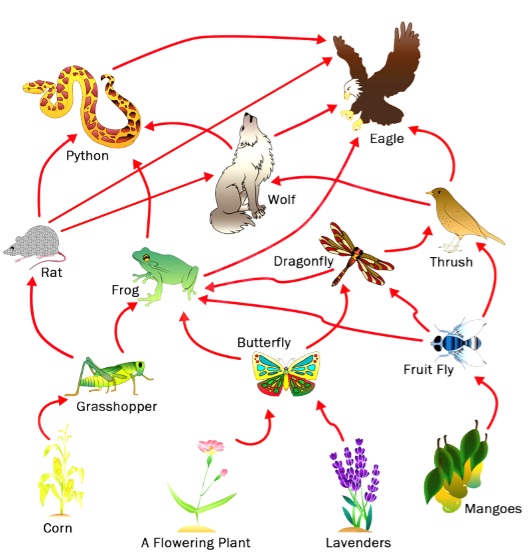 Eagle
Python
Wolf
Dragonfly
Thrush
Rat
Frog
Butterfly
Fruit Fly
Grasshopper
Mangoes
Corn
A Flowering Plant
Lavenders